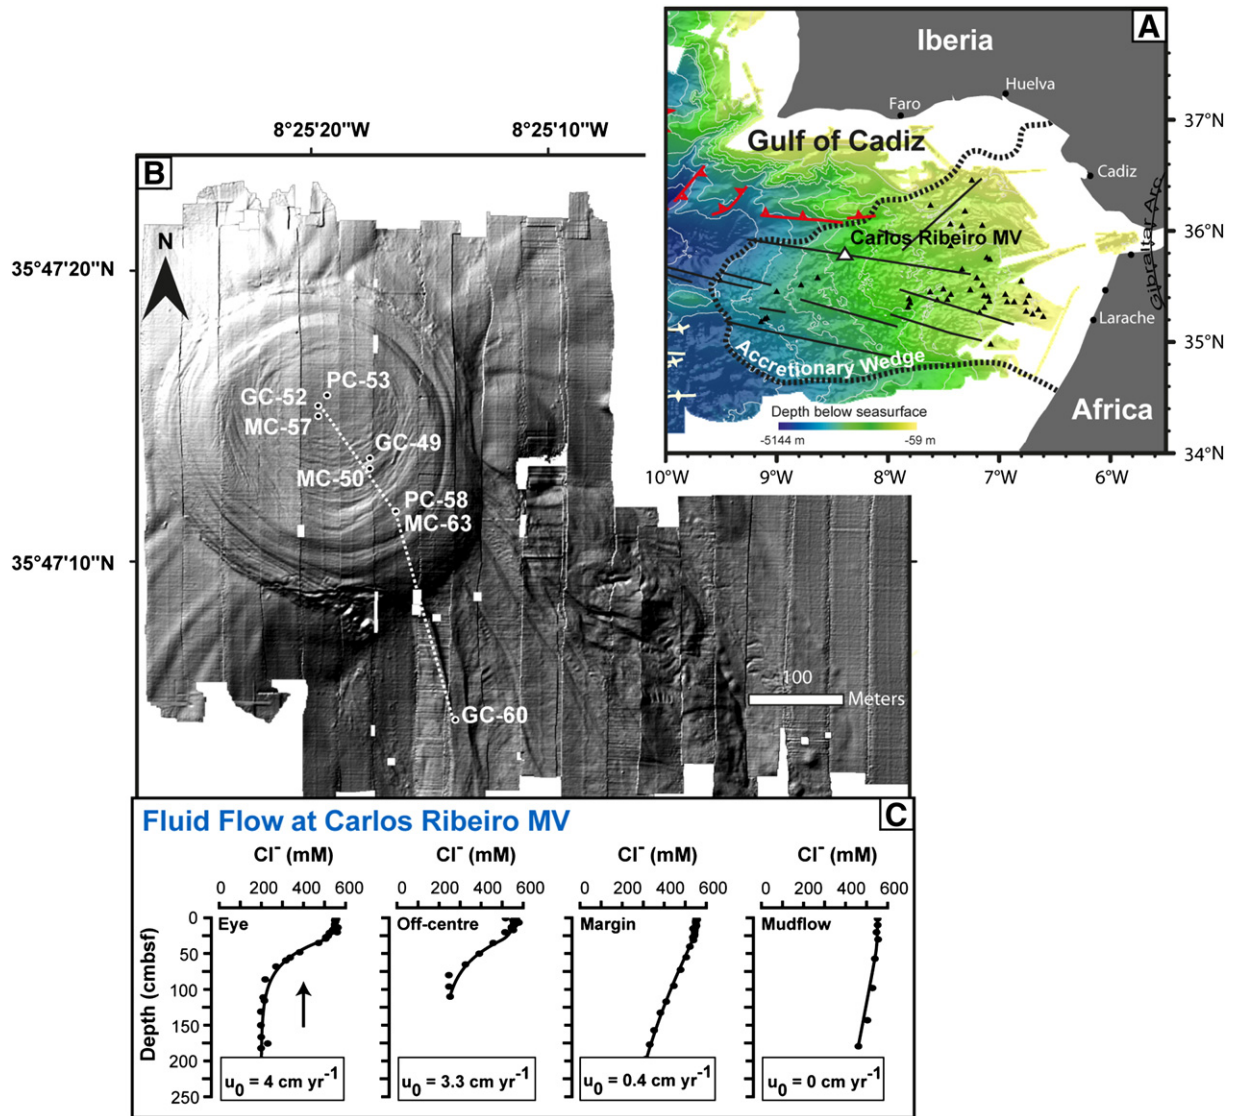 A
Iberia
Huelva
Faro
37°N
Gulf of Cadiz
Cadiz
Gibraltar Arc
36°N
Carlos Ribeiro MV
Larache
35°N
Accretionary Wedge
Africa
Depth below seasurface
-5144 m
-59 m
34°N
10°W
9°W
8°W
7°W
6°W
8°25'20"W
8°25'10"W
B
N
35°47'20"N
35°47'10"N
PC-53
GC-52
MC-57
GC-49
MC-50
PC-58
MC-63
GC-60
100
Meters
C
Fluid Flow at Carlos Ribeiro MV
Cl⁻ (mM)
Cl⁻ (mM)
Cl⁻ (mM)
Cl⁻ (mM)
0 200 400 600
0 200 400 600
0 200 400 600
0 200 400 600
Depth (cmbsf)
0
50
100
150
200
250
Eye
Off-centre
Margin
Mudflow
u₀ = 4 cm yr⁻¹
u₀ = 3.3 cm yr⁻¹
u₀ = 0.4 cm yr⁻¹
u₀ = 0 cm yr⁻¹